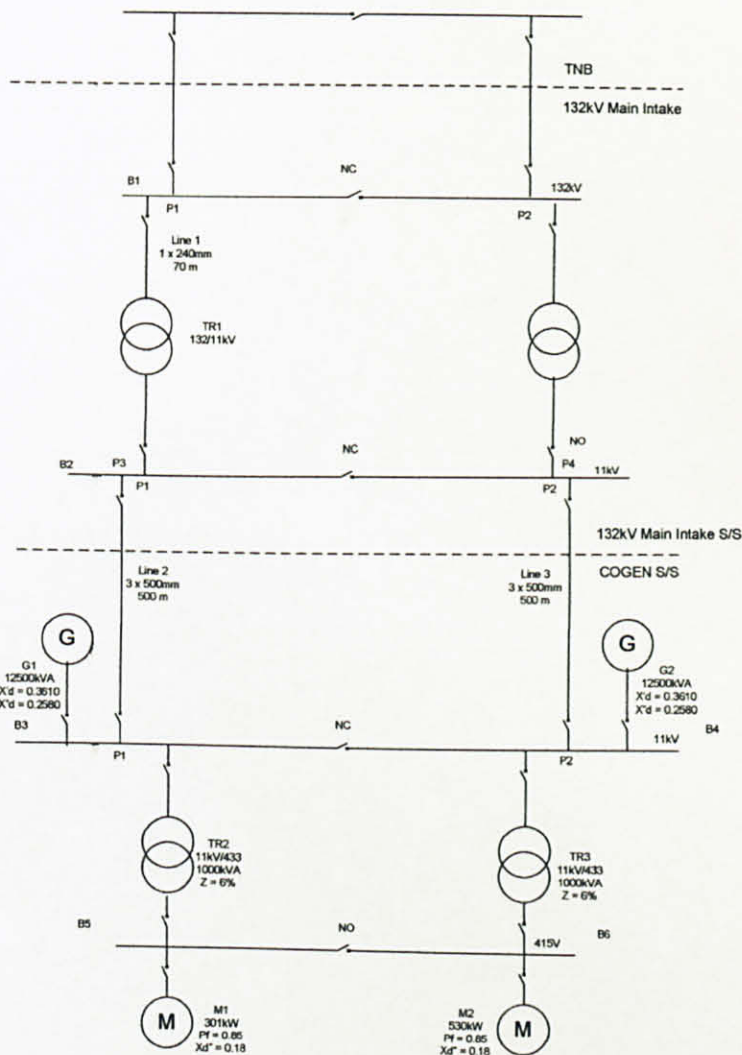 TNB
132kV Main Intake
NC
B1
132kV
P1
P2
Line 1
1 x 240mm
70 m
TR1
132/11kV
NC
NO
B2
P3
P4
11kV
P1
P2
132kV Main Intake S/S
COGEN S/S
Line 2
3 x 500mm
500 m
Line 3
3 x 500mm
500 m
G
G1
12500kVA
X'd = 0.3610
X"d = 0.2580
G
G2
12500kVA
X'd = 0.3610
X"d = 0.2580
B3
NC
B4
11kV
P1
P2
TR2
11kV/433
1000kVA
Z = 6%
TR3
11kV/433
1000kVA
Z = 6%
B5
NO
B6
415V
M
M1
301kW
Pf = 0.85
Xd" = 0.18
M
M2
530kW
Pf = 0.85
Xd" = 0.18